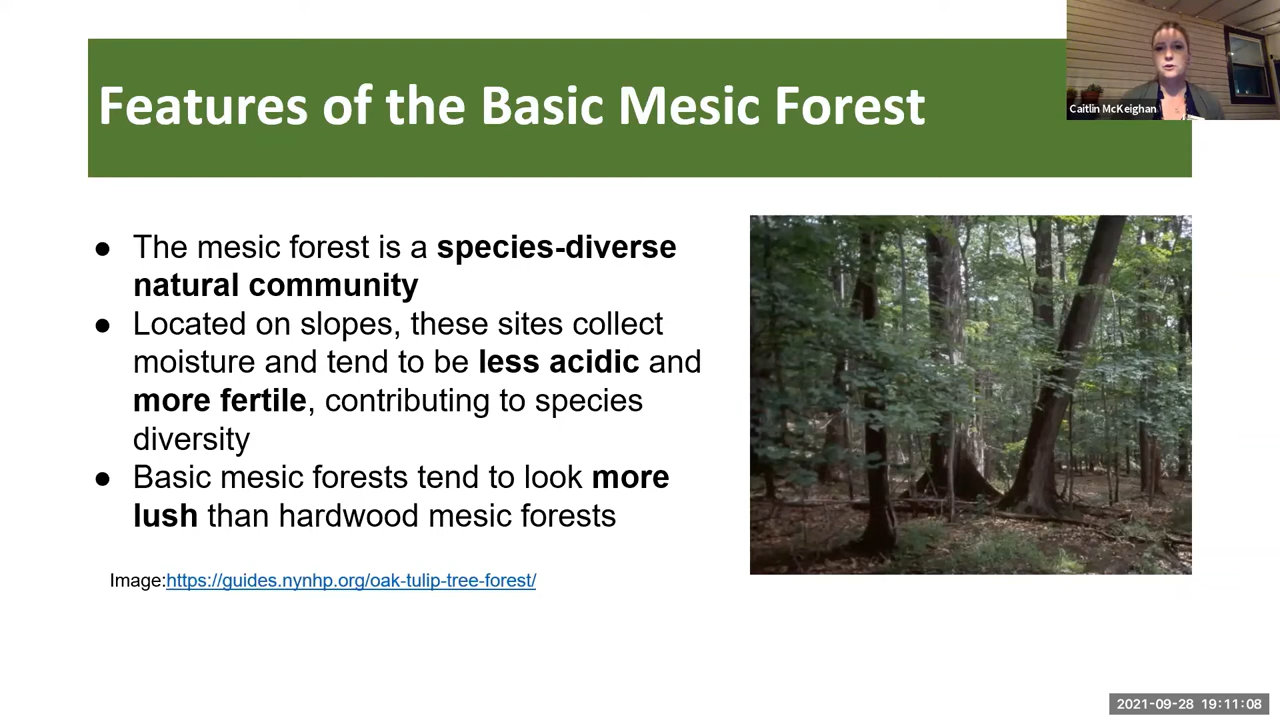 Features of the Basic Mesic Forest
Caitlin McKeighan
● The mesic forest is a species-diverse
natural community
● Located on slopes, these sites collect
moisture and tend to be less acidic and
more fertile, contributing to species
diversity
● Basic mesic forests tend to look more
lush than hardwood mesic forests
Image:https://guides.nynhp.org/oak-tulip-tree-forest/
2021-09-28 19:11:08